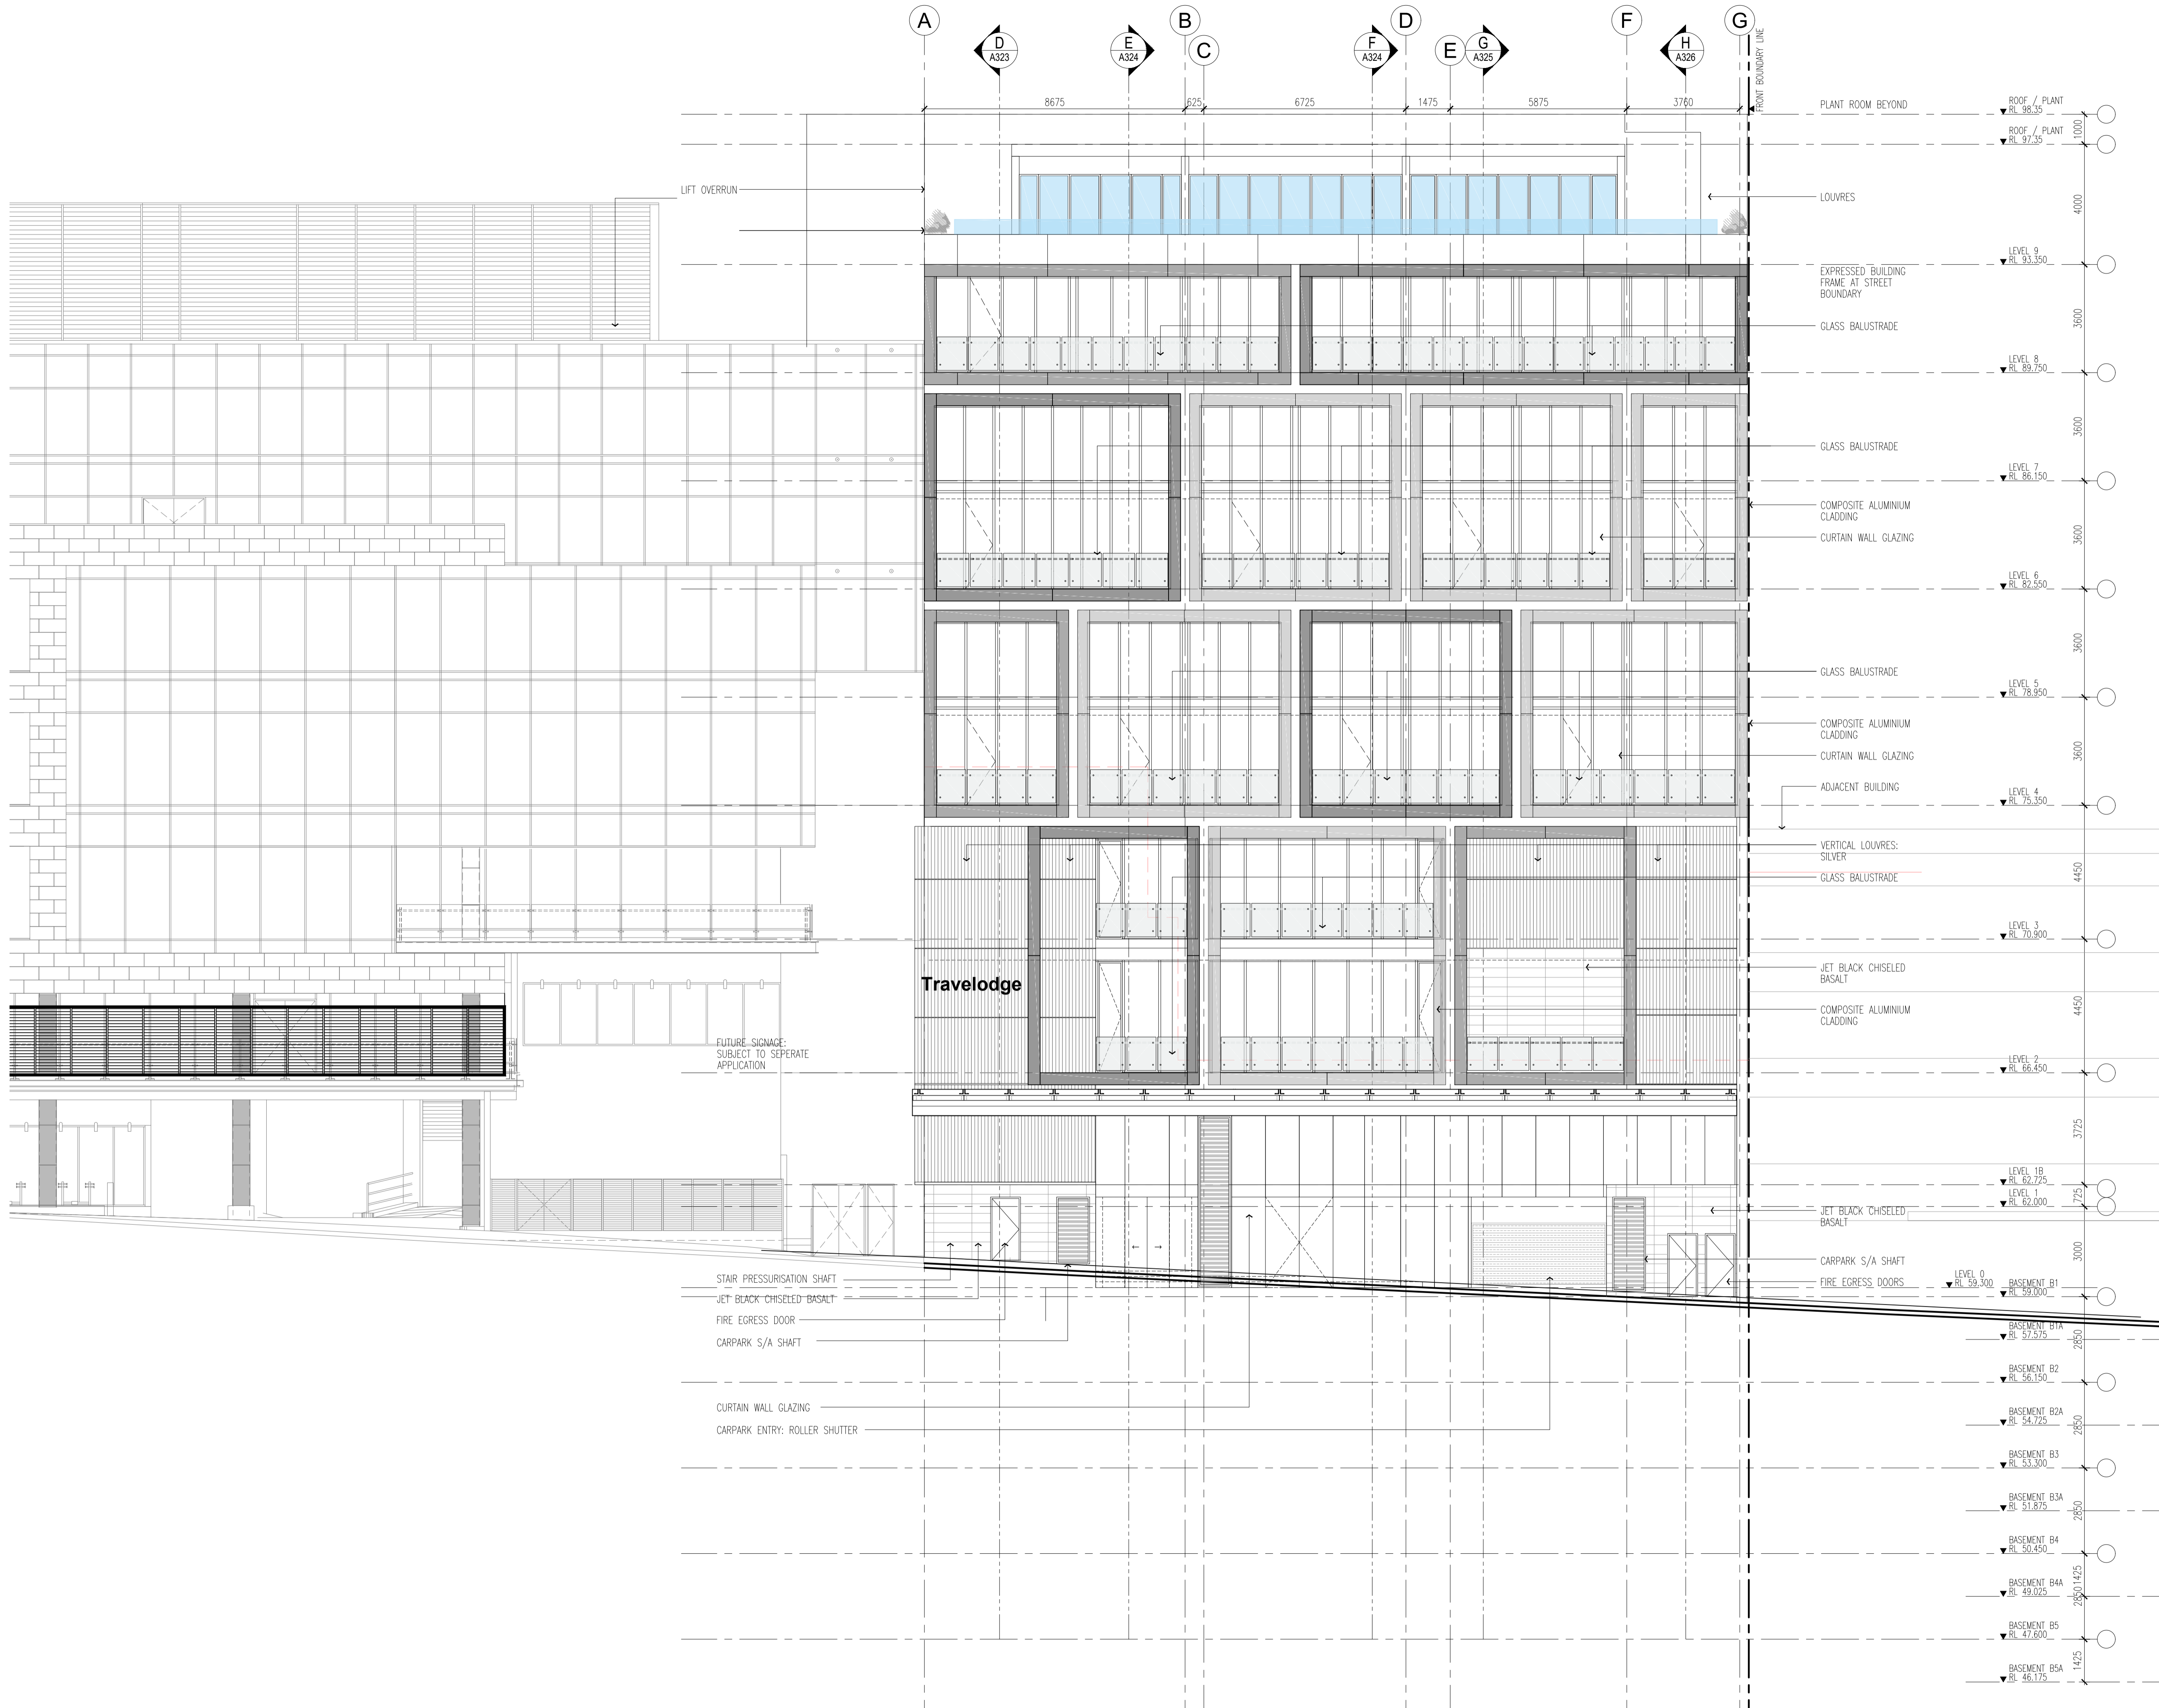 A
B
C
D
E
F
G
D
A323
E
A324
F
A324
G
A325
H
A326
FRONT BOUNDARY LINE
8675
625
6725
1475
5875
3760
PLANT ROOM BEYOND
ROOF / PLANT
RL 98.35
1000
ROOF / PLANT
RL 97.35
LIFT OVERRUN
LOUVRES
4000
LEVEL 9
RL 93.350
EXPRESSED BUILDING
FRAME AT STREET
BOUNDARY
3600
GLASS BALUSTRADE
LEVEL 8
RL 89.750
3600
GLASS BALUSTRADE
LEVEL 7
RL 86.150
COMPOSITE ALUMINIUM
CLADDING
CURTAIN WALL GLAZING
3600
LEVEL 6
RL 82.550
3600
GLASS BALUSTRADE
LEVEL 5
RL 78.950
COMPOSITE ALUMINIUM
CLADDING
CURTAIN WALL GLAZING
3600
ADJACENT BUILDING
LEVEL 4
RL 75.350
VERTICAL LOUVRES:
SILVER
GLASS BALUSTRADE
4450
LEVEL 3
RL 70.900
JET BLACK CHISELED
BASALT
Travelodge
COMPOSITE ALUMINIUM
CLADDING
4450
FUTURE SIGNAGE:
SUBJECT TO SEPERATE
APPLICATION
LEVEL 2
RL 66.450
3725
LEVEL 1B
RL 62.725
725
LEVEL 1
RL 62.000
JET BLACK CHISELED
BASALT
3000
CARPARK S/A SHAFT
FIRE EGRESS DOORS
LEVEL 0
RL 59.300
BASEMENT B1
RL 59.000
STAIR PRESSURISATION SHAFT
JET BLACK CHISELED BASALT
FIRE EGRESS DOOR
CARPARK S/A SHAFT
BASEMENT B1A
RL 57.575
2850
BASEMENT B2
RL 56.150
CURTAIN WALL GLAZING
CARPARK ENTRY: ROLLER SHUTTER
BASEMENT B2A
RL 54.725
2850
BASEMENT B3
RL 53.300
BASEMENT B3A
RL 51.875
2850
BASEMENT B4
RL 50.450
1425
BASEMENT B4A
RL 49.025
2850
BASEMENT B5
RL 47.600
1425
BASEMENT B5A
RL 46.175